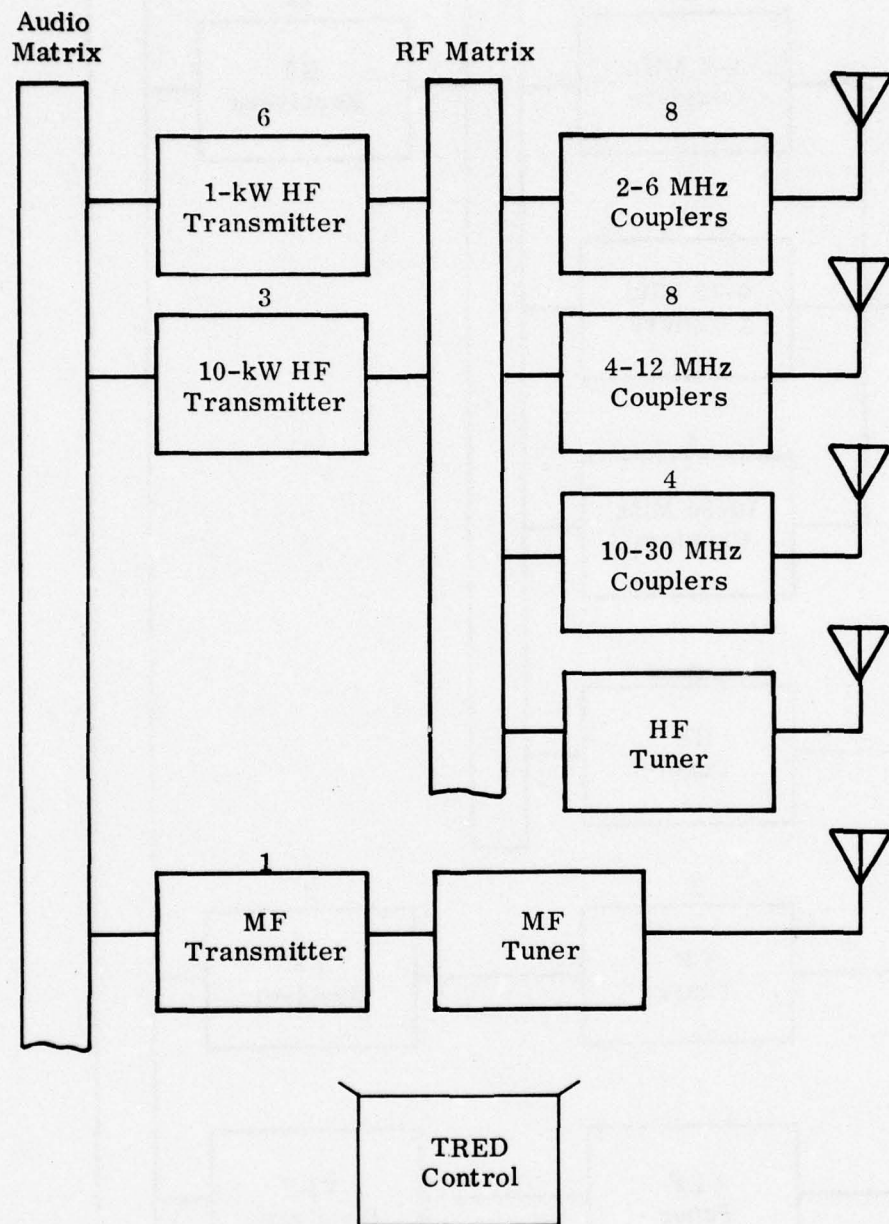 Audio
Matrix
RF Matrix
6
1-kW HF
Transmitter
8
2-6 MHz
Couplers
3
10-kW HF
Transmitter
8
4-12 MHz
Couplers
4
10-30 MHz
Couplers
HF
Tuner
1
MF
Transmitter
MF
Tuner
TRED
Control